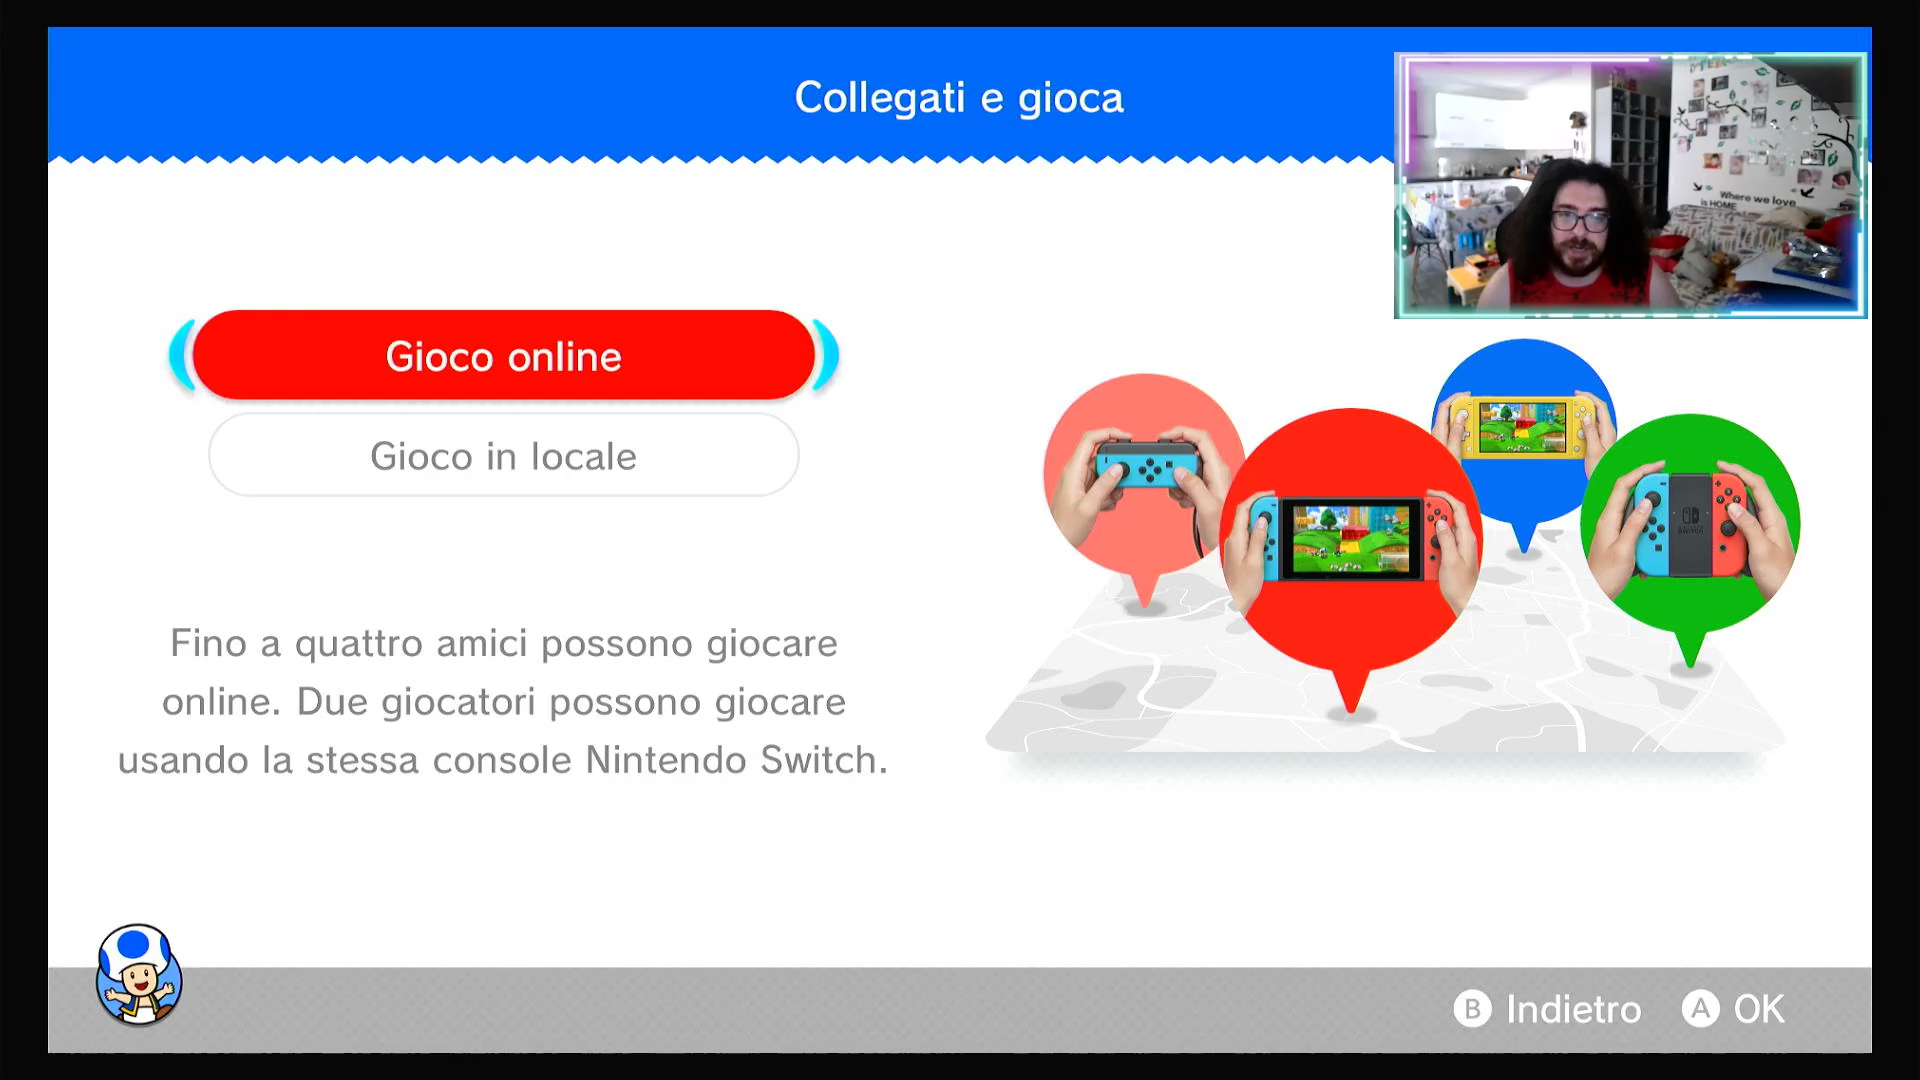 Collegati e gioca
Where we love
is HOME
Gioco online
Gioco in locale
Fino a quattro amici possono giocare
online. Due giocatori possono giocare
usando la stessa console Nintendo Switch.
B Indietro A OK